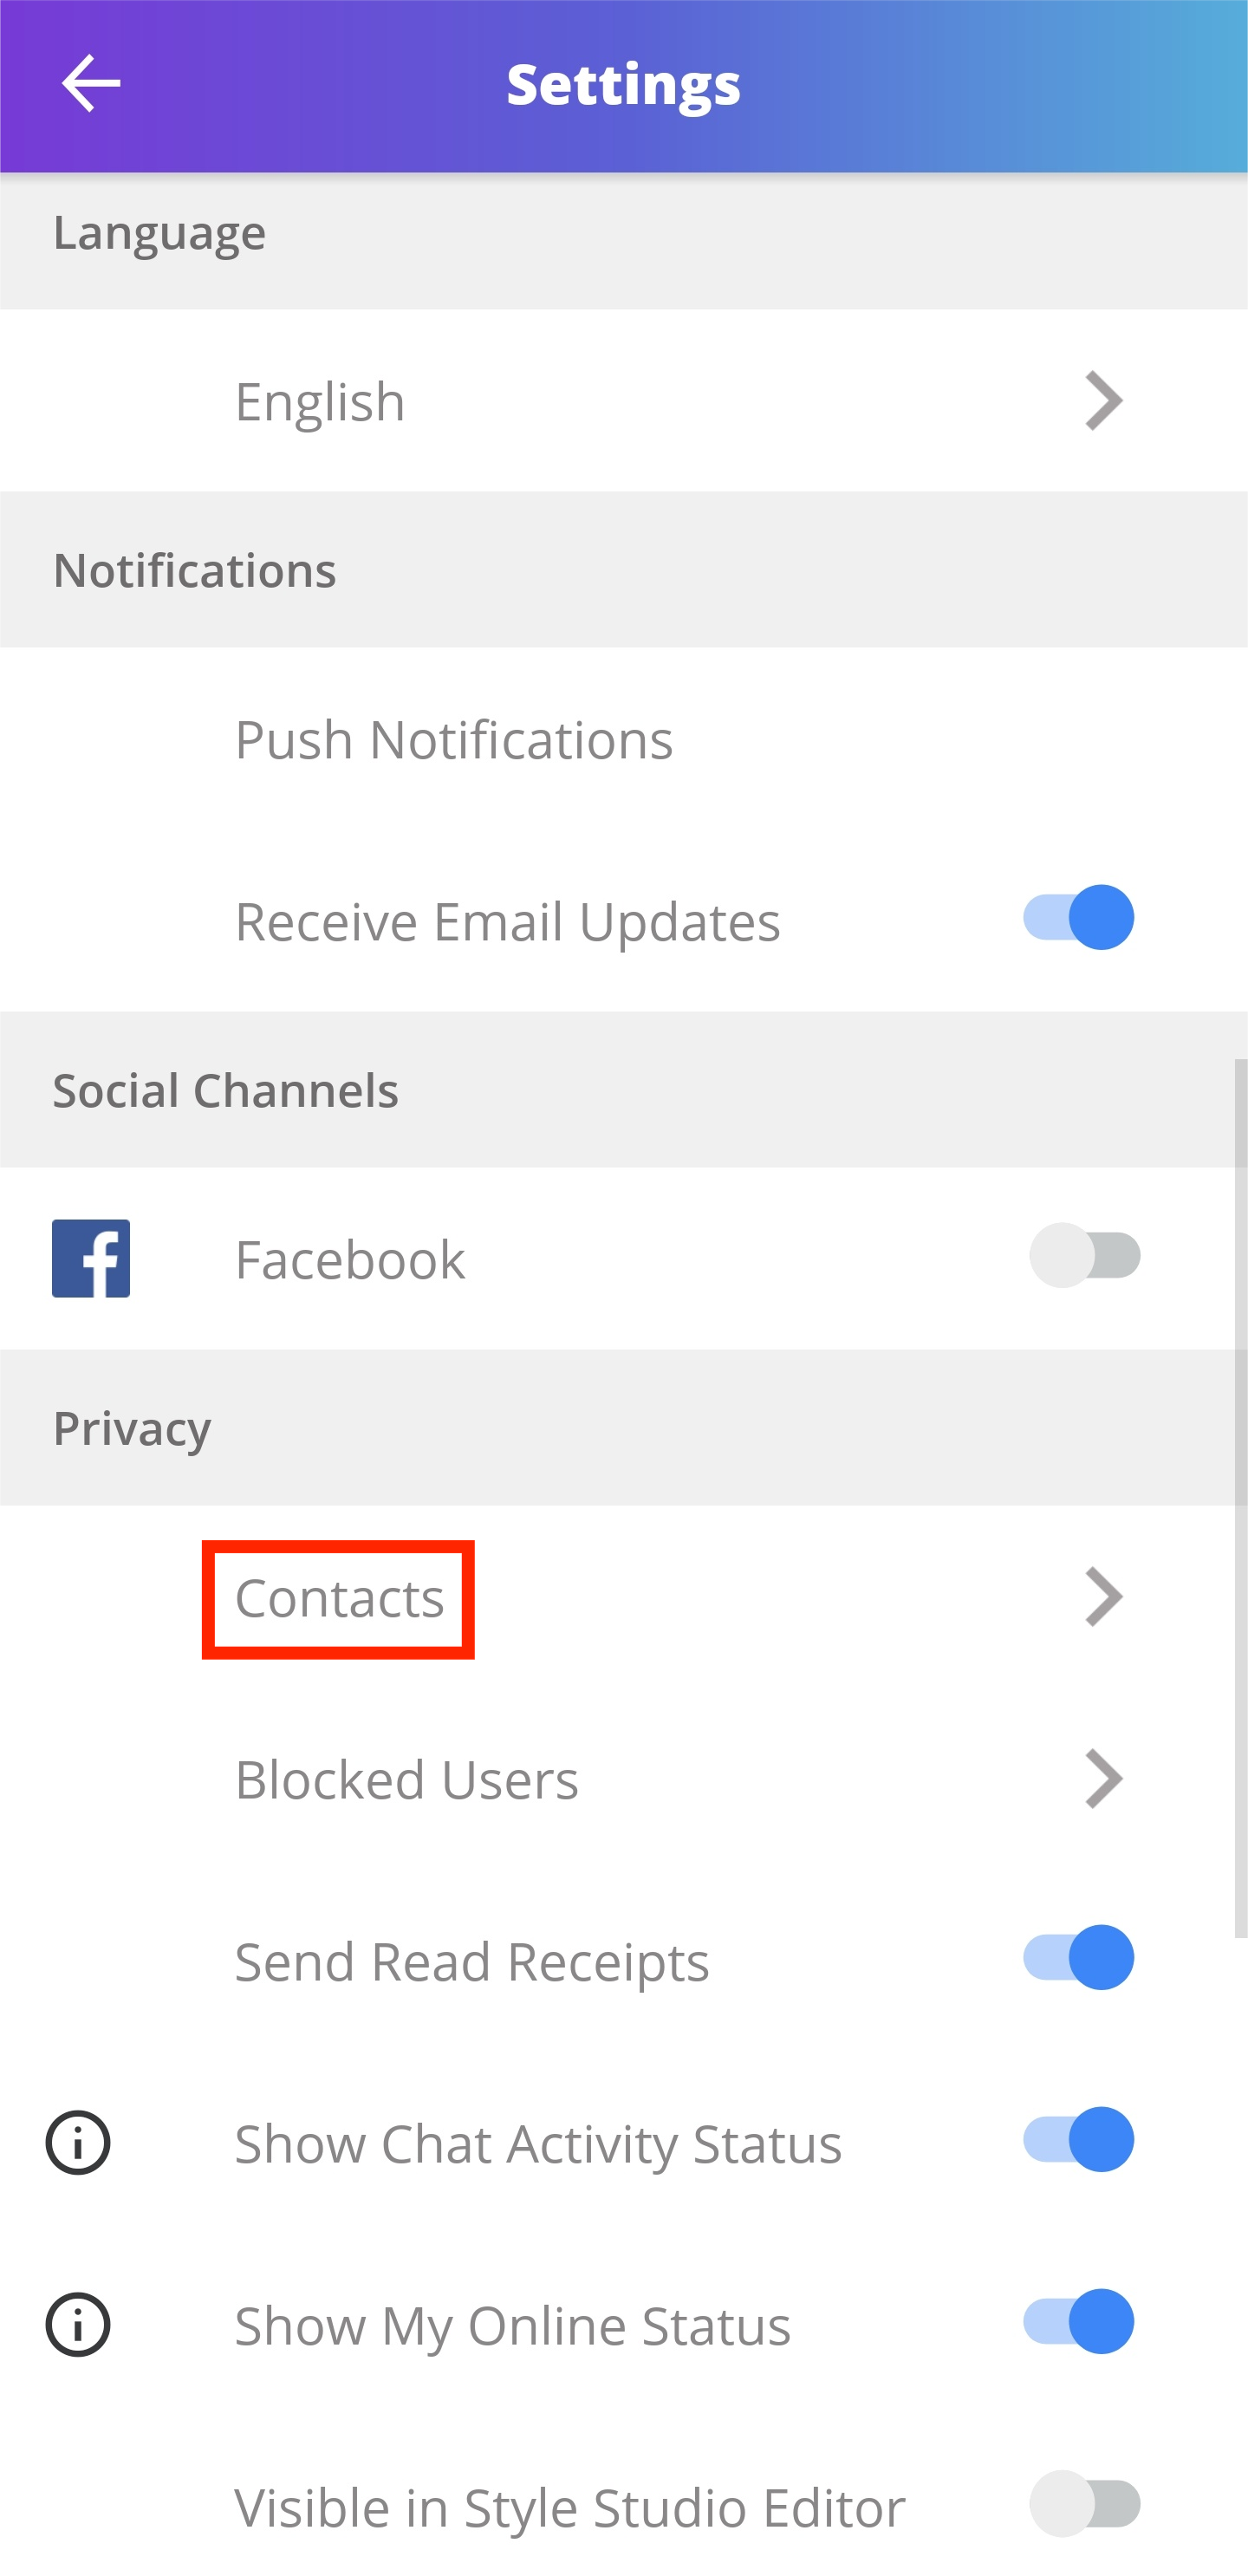 Settings
Language
English
Notifications
Push Notifications
Receive Email Updates
Social Channels
Facebook
Privacy
Contacts
Blocked Users
Send Read Receipts
Show Chat Activity Status
Show My Online Status
Visible in Style Studio Editor